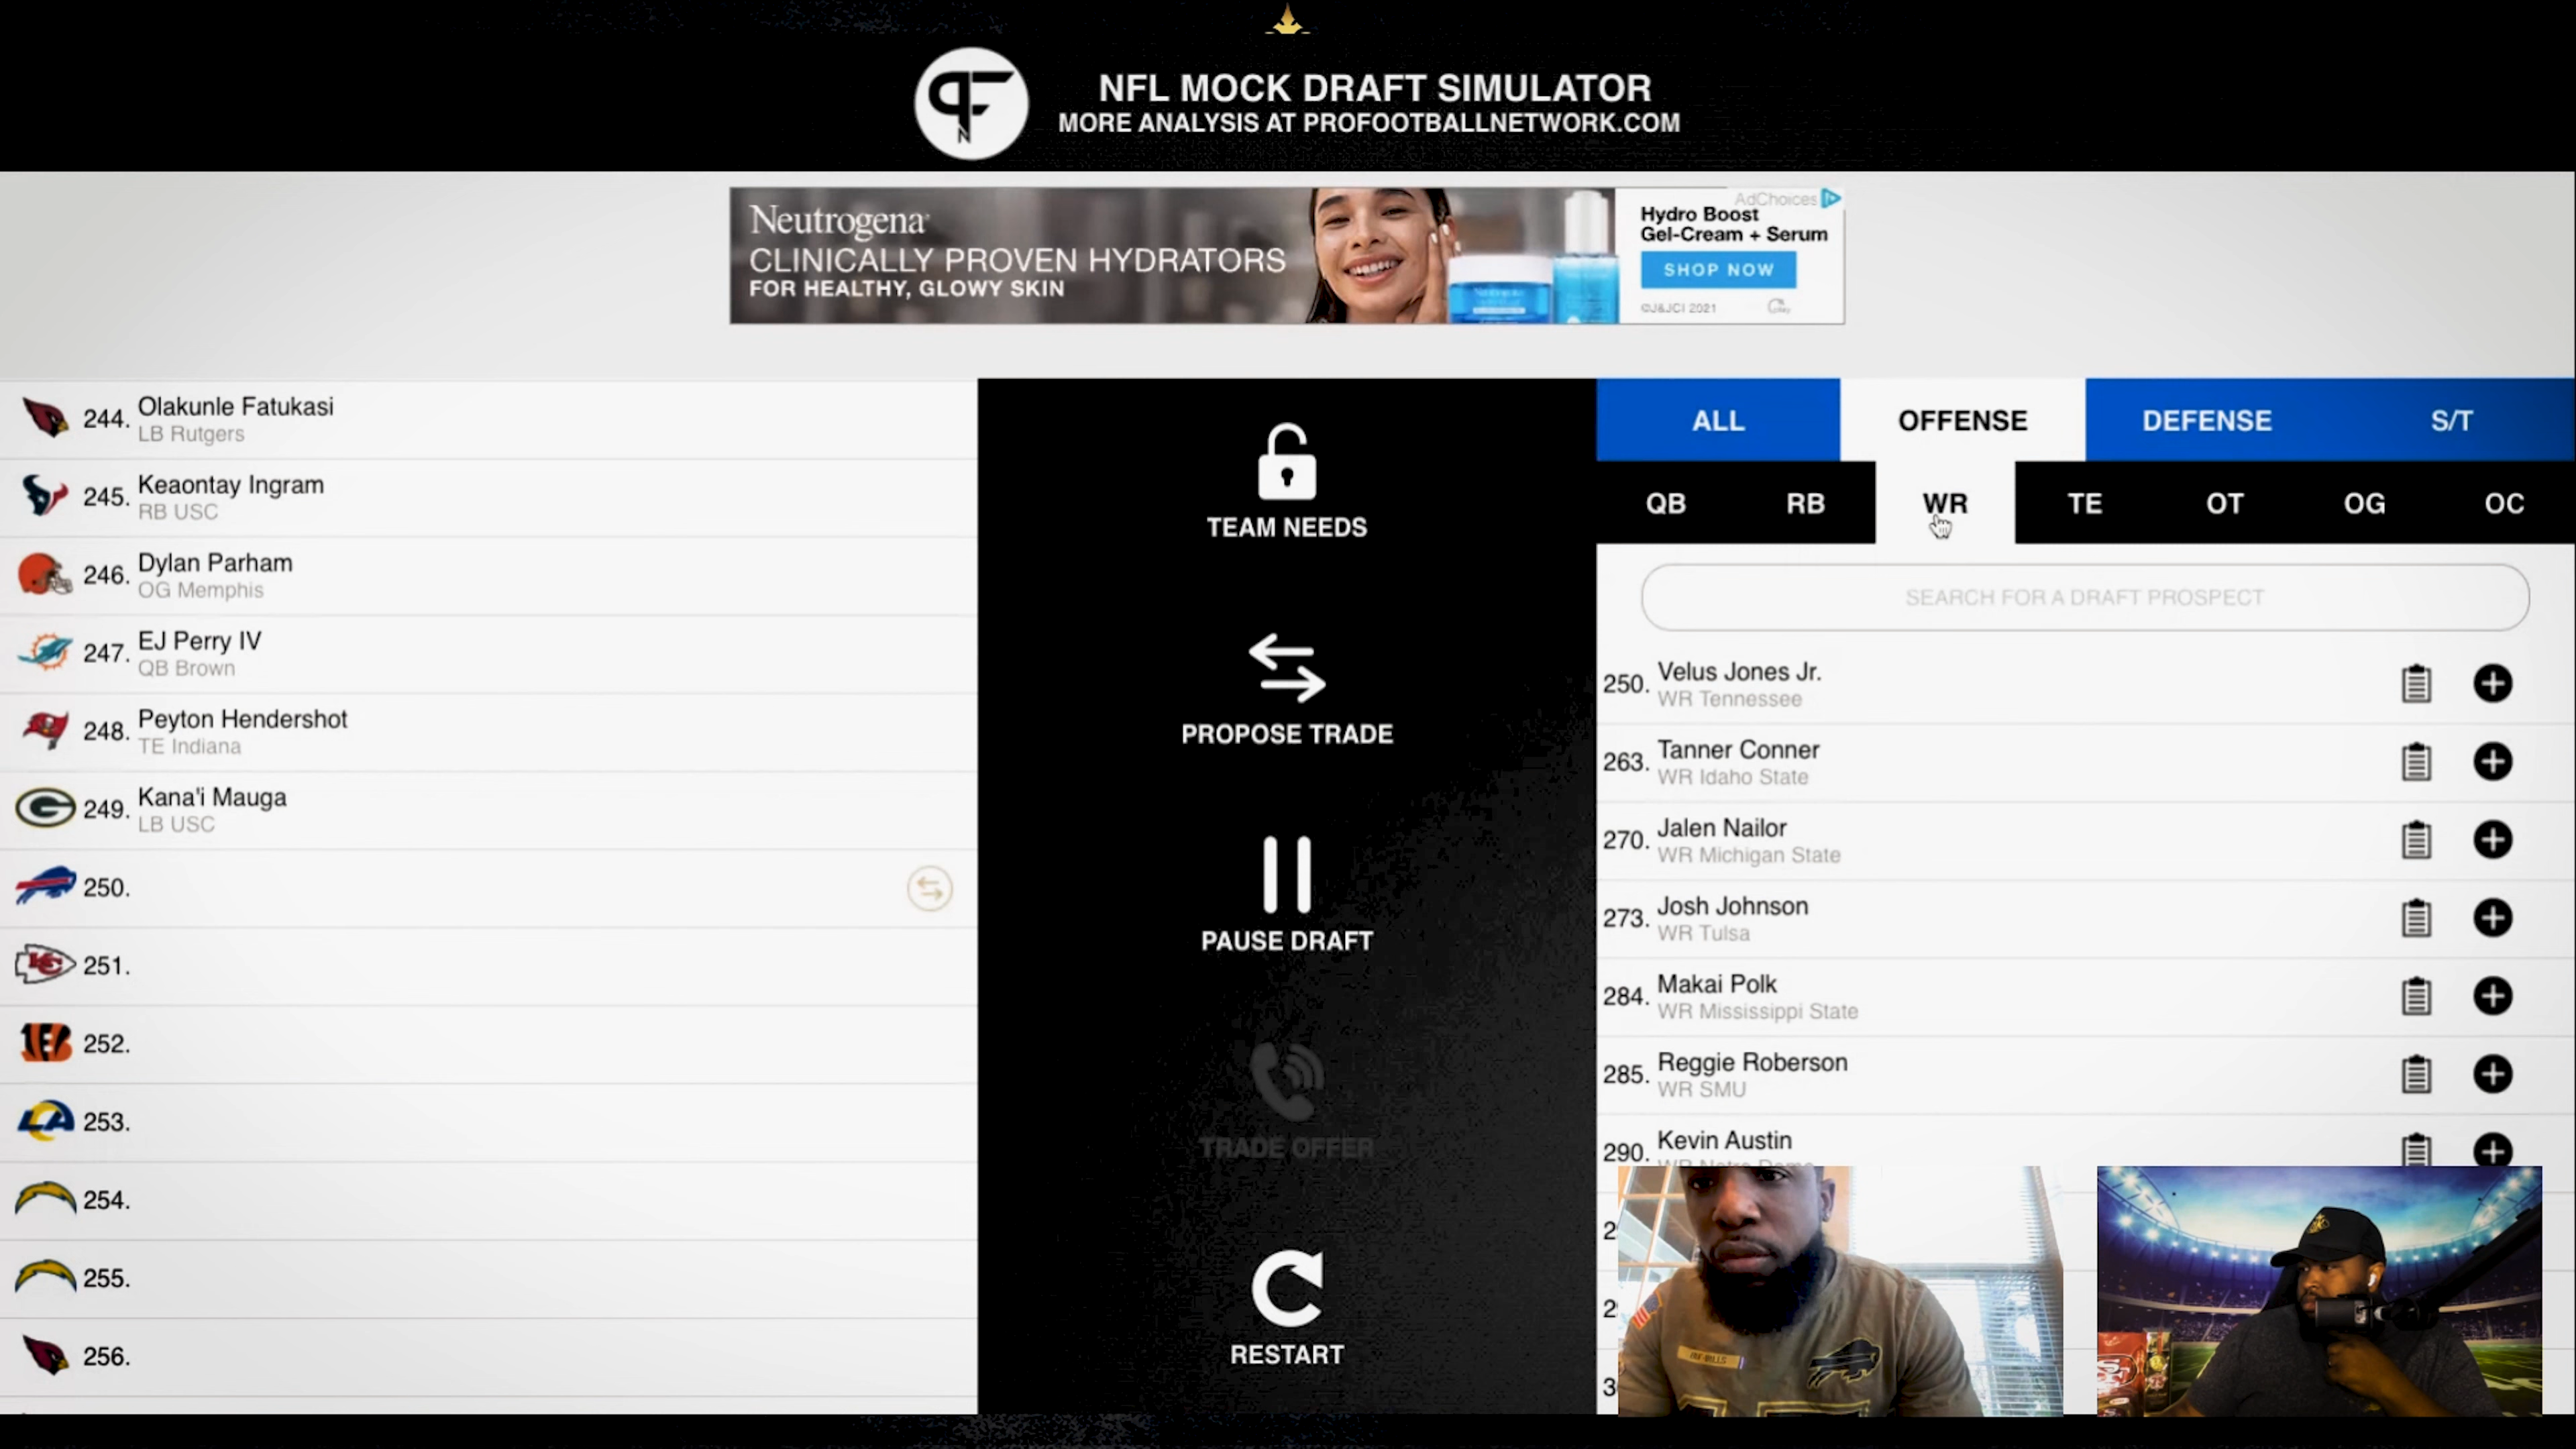 NFL MOCK DRAFT SIMULATOR
MORE ANALYSIS AT PROFOOTBALLNETWORK.COM
Neutrogena
CLINICALLY PROVEN HYDRATORS
FOR HEALTHY, GLOWY SKIN
AdChoices
Hydro Boost
Gel-Cream + Serum
SHOP NOW
©J&JCI 2021
244. Olakunle Fatukasi
LB Rutgers
245. Keaontay Ingram
RB USC
246. Dylan Parham
OG Memphis
247. EJ Perry IV
QB Brown
248. Peyton Hendershot
TE Indiana
249. Kana'i Mauga
LB USC
250.
251.
252.
253.
254.
255.
256.
TEAM NEEDS
PROPOSE TRADE
PAUSE DRAFT
TRADE OFFER
RESTART
ALL OFFENSE DEFENSE S/T
QB RB WR TE OT OG OC
SEARCH FOR A DRAFT PROSPECT
250. Velus Jones Jr.
WR Tennessee
263. Tanner Conner
WR Idaho State
270. Jalen Nailor
WR Michigan State
273. Josh Johnson
WR Tulsa
284. Makai Polk
WR Mississippi State
285. Reggie Roberson
WR SMU
290. Kevin Austin